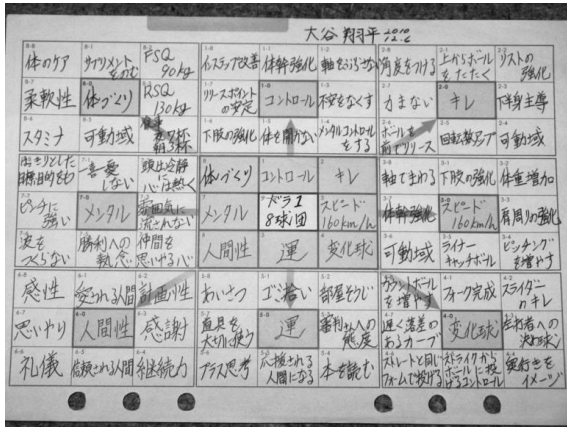 大谷翔平 2010 12.6
体のケア
サプリメント
をのむ
FSQ
90kg
インステップ改善
体幹強化
軸をぶらさない
角度をつける
上からボール
をたたく
リストの
強化
柔軟性
体づくり
RSQ
130kg
リリースポイント
の安定
コントロール
不安をなくす
力まない
キレ
下半身主導
スタミナ
可動域
夜7杯
朝3杯
下肢の強化
体を開かない
メンタルコントロール
をする
ボールを
前でリリース
回転数アップ
可動域
はっきりとした
目標、目的をもつ
一喜一憂
しない
頭は冷静に
心は熱く
体づくり
コントロール
キレ
軸でまわる
下肢の強化
体重増加
ピンチに
強い
メンタル
雰囲気に
流されない
メンタル
ドラ1
8球団
スピード
160km/h
体幹強化
スピード
160km/h
肩周りの強化
波を
つくらない
勝利への
執念
仲間を
思いやる心
人間性
運
変化球
可動域
ライナー
キャッチボール
ピッチング
を増やす
感性
愛される人間
計画性
あいさつ
ゴミ拾い
部屋そうじ
カウントボール
を増やす
フォーク完成
スライダー
のキレ
思いやり
人間性
感謝
道具を
大切に使う
運
審判さんへの
態度
遅く落差の
あるカーブ
変化球
左打者への
決め球
礼儀
信頼される人間
継続力
プラス思考
応援される
人間になる
本を読む
ストレートと同じ
フォームで投げる
ストライクから
ボールに投
げるコントロール
奥行きを
イメージ